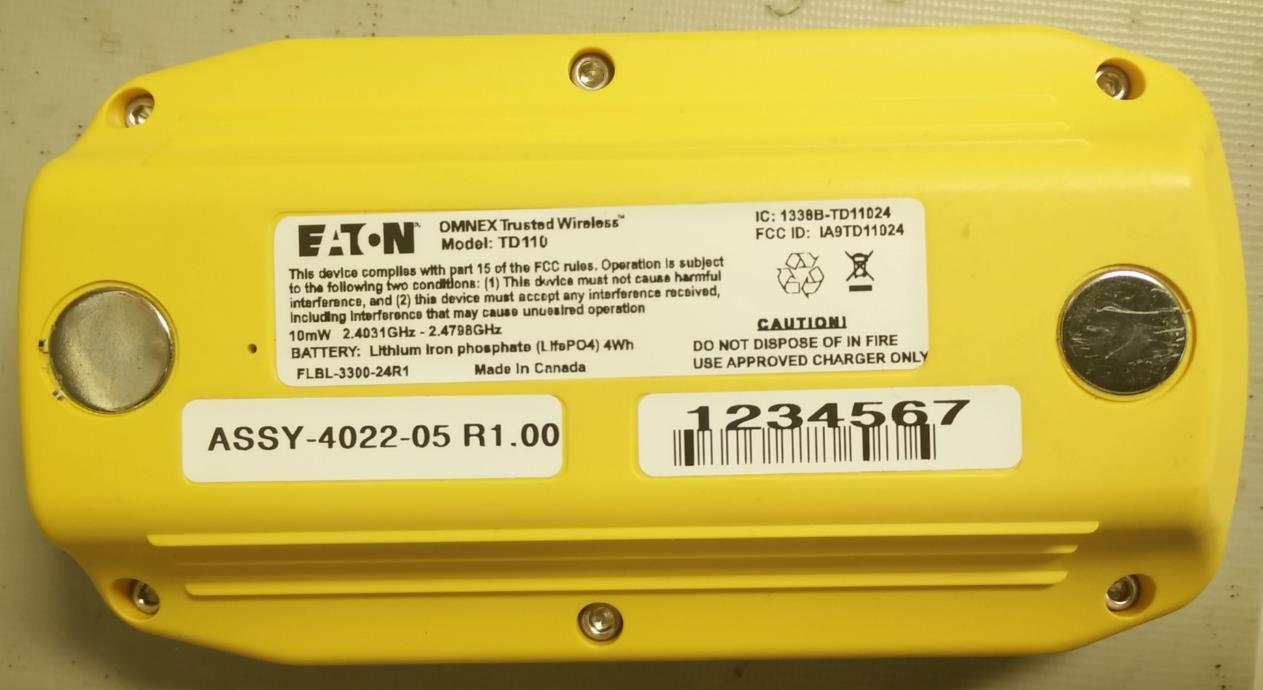 EATON
OMNEX Trusted Wireless™
Model: TD110
IC: 1338B-TD11024
FCC ID: IA9TD11024
This device complies with part 15 of the FCC rules. Operation is subject
to the following two conditions: (1) This device must not cause harmful
interference, and (2) this device must accept any interference received,
including interference that may cause unuesired operation
10mW 2.4031GHz - 2.4798GHz
BATTERY: Lithium Iron phosphate (LifePO4) 4Wh
FLBL-3300-24R1 Made In Canada
CAUTION!
DO NOT DISPOSE OF IN FIRE
USE APPROVED CHARGER ONLY
ASSY-4022-05 R1.00
1234567